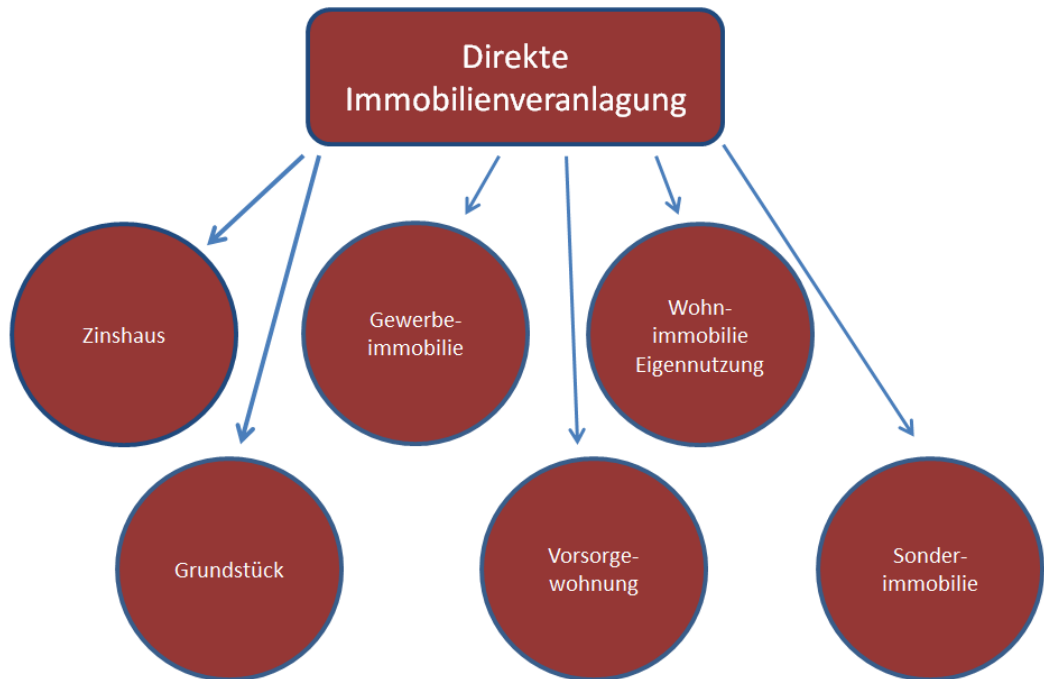 Direkte
Immobilienveranlagung
Zinshaus
Gewerbe-
immobilie
Wohn-
immobilie
Eigennutzung
Grundstück
Vorsorge-
wohnung
Sonder-
immobilie